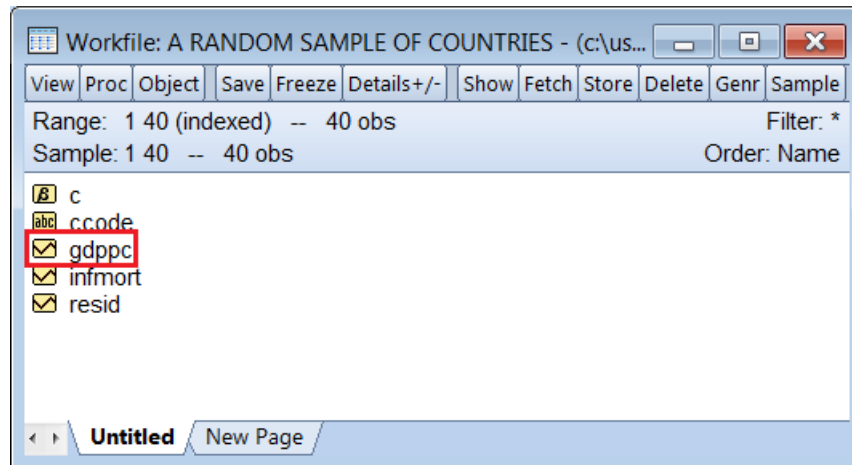 Workfile: A RANDOM SAMPLE OF COUNTRIES - (c:\us...
View Proc Object Save Freeze Details+/- Show Fetch Store Delete Genr Sample
Range: 1 40 (indexed) -- 40 obs Filter: *
Sample: 1 40 -- 40 obs Order: Name
β c
abc ccode
gdppc
infmort
resid
Untitled New Page